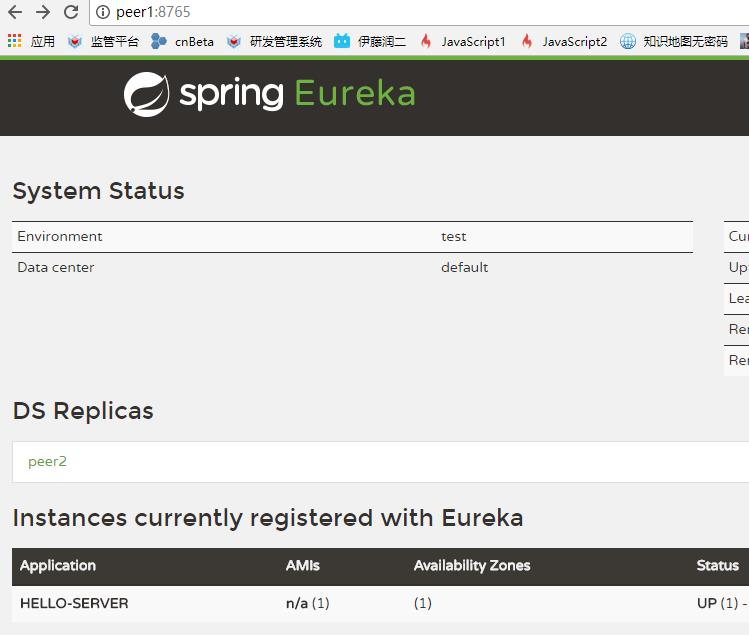 peer1:8765
应用 监管平台 cnBeta 研发管理系统 伊藤润二 JavaScript1 JavaScript2 知识地图无密码
spring Eureka
System Status
Environment test Cu
Data center default Up
Lea
Rer
Rer
DS Replicas
peer2
Instances currently registered with Eureka
Application AMIs Availability Zones Status
HELLO-SERVER n/a (1) (1) UP (1) -